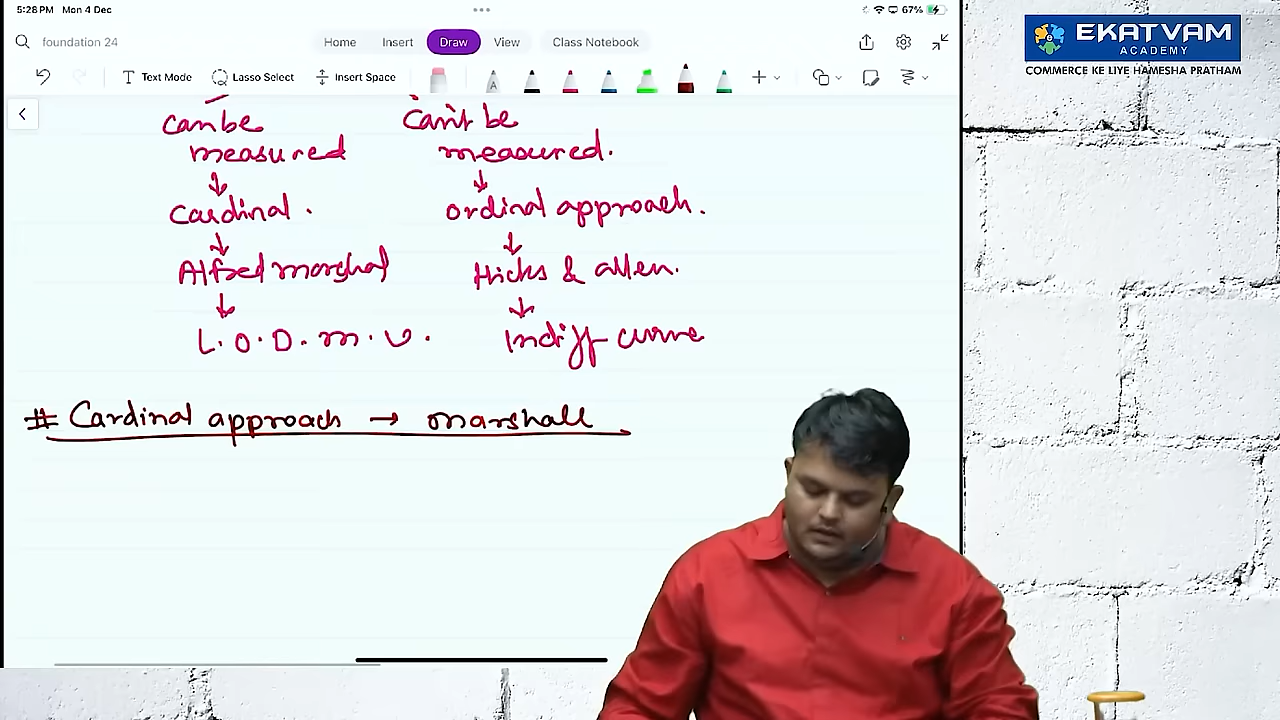 5:28 PM Mon 4 Dec
67%
foundation 24
Home Insert Draw View Class Notebook
Text Mode Lasso Select Insert Space
can be can't be
measured measured.
cardinal. ordinal approach.
Alfred marshal Hicks & allen.
L.O.D.m.U. Indiff curve
# Cardinal approach → marshall
EKATVAM
ACADEMY
COMMERCE KE LIYE HAMESHA PRATHAM